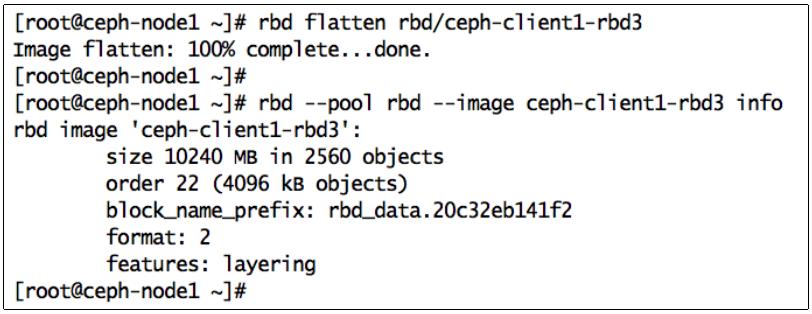 [root@ceph-node1 ~]# rbd flatten rbd/ceph-client1-rbd3
Image flatten: 100% complete...done.
[root@ceph-node1 ~]#
[root@ceph-node1 ~]# rbd --pool rbd --image ceph-client1-rbd3 info
rbd image 'ceph-client1-rbd3':
        size 10240 MB in 2560 objects
        order 22 (4096 kB objects)
        block_name_prefix: rbd_data.20c32eb141f2
        format: 2
        features: layering
[root@ceph-node1 ~]#